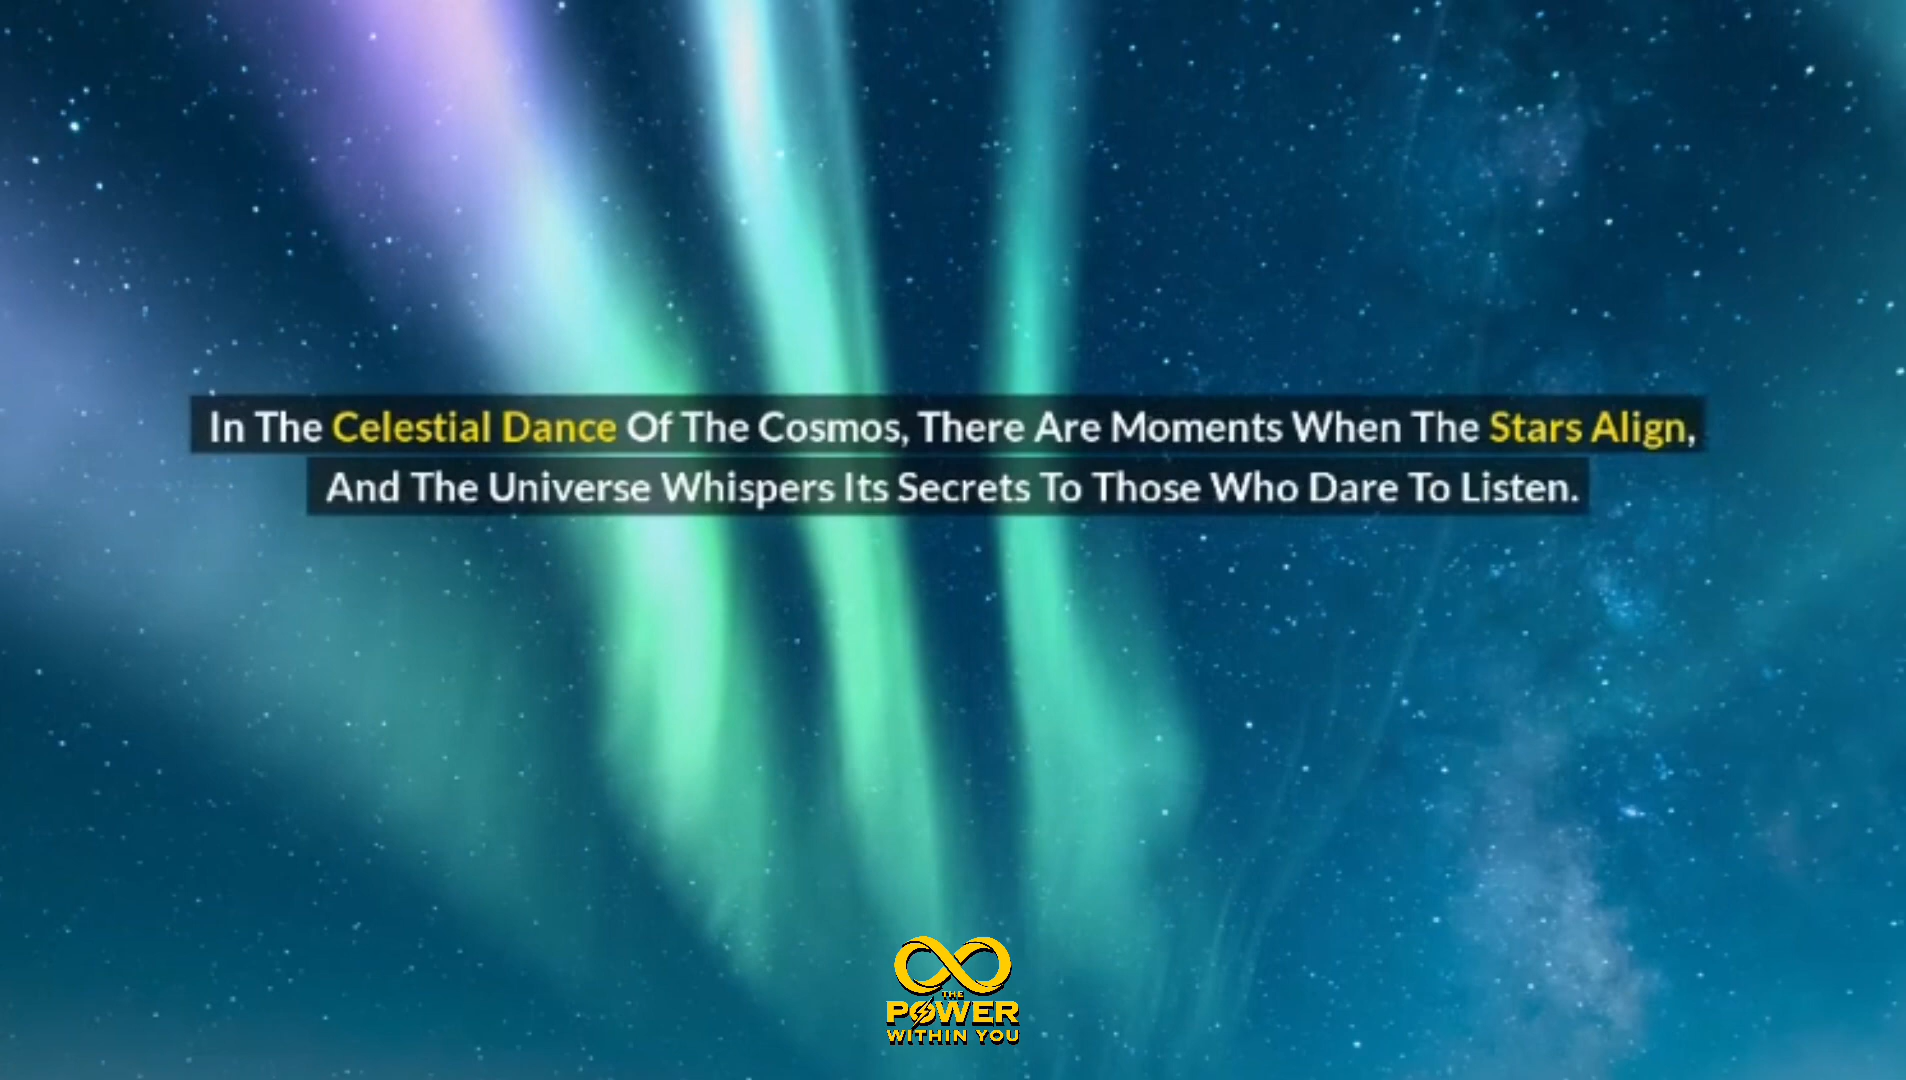 In The Celestial Dance Of The Cosmos, There Are Moments When The Stars Align,
And The Universe Whispers Its Secrets To Those Who Dare To Listen.
THE
POWER
WITHIN YOU